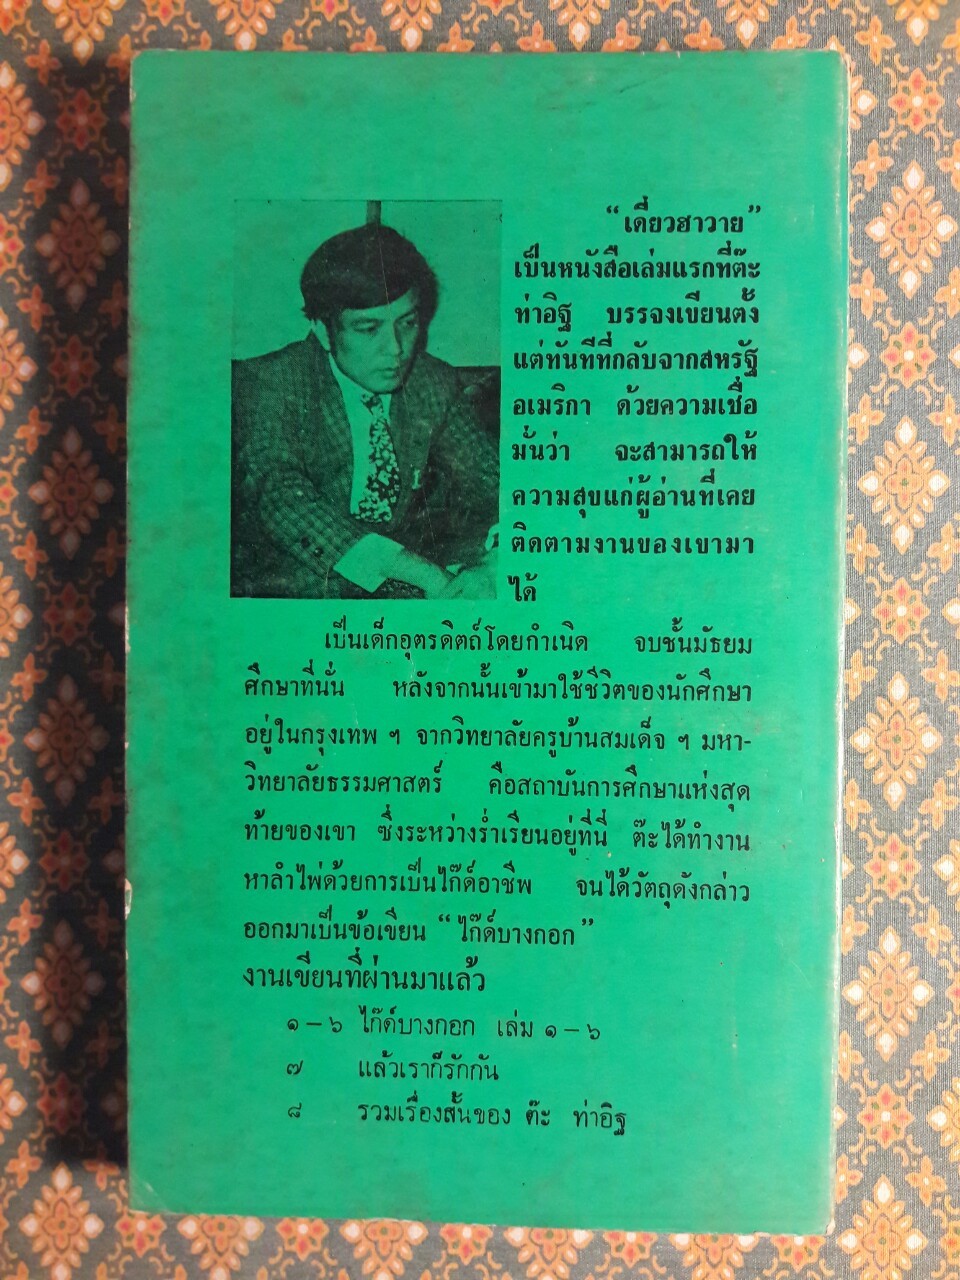 “เดี่ยวฮาวาย”
เป็นหนังสือเล่มแรกที่ต๊ะ
ท่าอิฐ บรรจงเขียนตั้ง
แต่ทันทีที่กลับจากสหรัฐ
อเมริกา ด้วยความเชื่อ
มั่นว่า จะสามารถให้
ความสุขแก่ผู้อ่านที่เคย
ติดตามงานของเขามา
ได้
เป็นเด็กอุตรดิตถ์โดยกำเนิด จบชั้นมัธยม
ศึกษาที่นั่น หลังจากนั้นเข้ามาใช้ชีวิตของนักศึกษา
อยู่ในกรุงเทพ ฯ จากวิทยาลัยครูบ้านสมเด็จ ฯ มหา-
วิทยาลัยธรรมศาสตร์ คือสถาบันการศึกษาแห่งสุด
ท้ายของเขา ซึ่งระหว่างร่ำเรียนอยู่ที่นี่ ต๊ะได้ทำงาน
หาลำไพ่ด้วยการเป็นไก๊ด์อาชีพ จนได้วัตถุดังกล่าว
ออกมาเป็นข้อเขียน “ไก๊ด์บางกอก”
งานเขียนที่ผ่านมาแล้ว
๑ – ๖ ไก๊ด์บางกอก เล่ม ๑ – ๖
๗ แล้วเราก็รักกัน
๘ รวมเรื่องสั้นของ ต๊ะ ท่าอิฐ